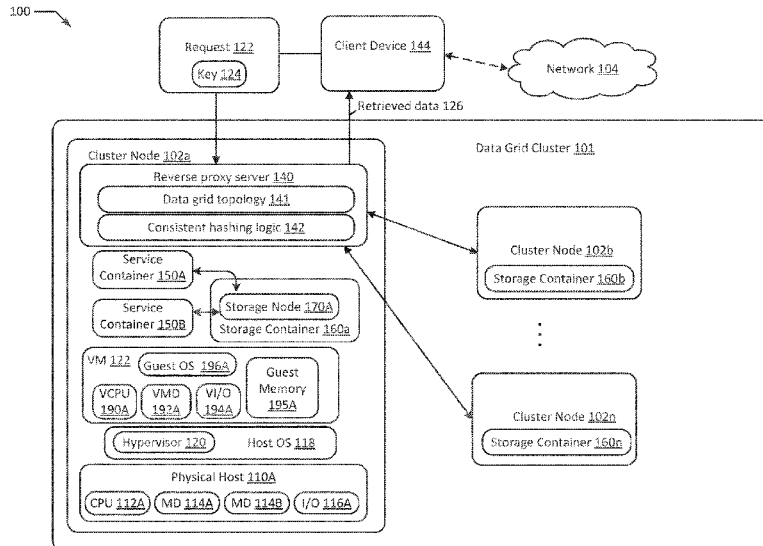 100
Request 122
Key 124
Client Device 144
Network 104
Retrieved data 126
Cluster Node 102a
Data Grid Cluster 101
Reverse proxy server 140
Data grid topology 141
Consistent hashing logic 142
Service
Container 150A
Service
Container 150B
Storage Node 170A
Storage Container 160a
Cluster Node 102b
Storage Container 160b
VM 122
Guest OS 196A
Guest
Memory
195A
VCPU
190A
VMD
192A
VI/O
194A
Cluster Node 102n
Storage Container 160n
Hypervisor 120
Host OS 118
Physical Host 110A
CPU 112A
MD 114A
MD 114B
I/O 116A